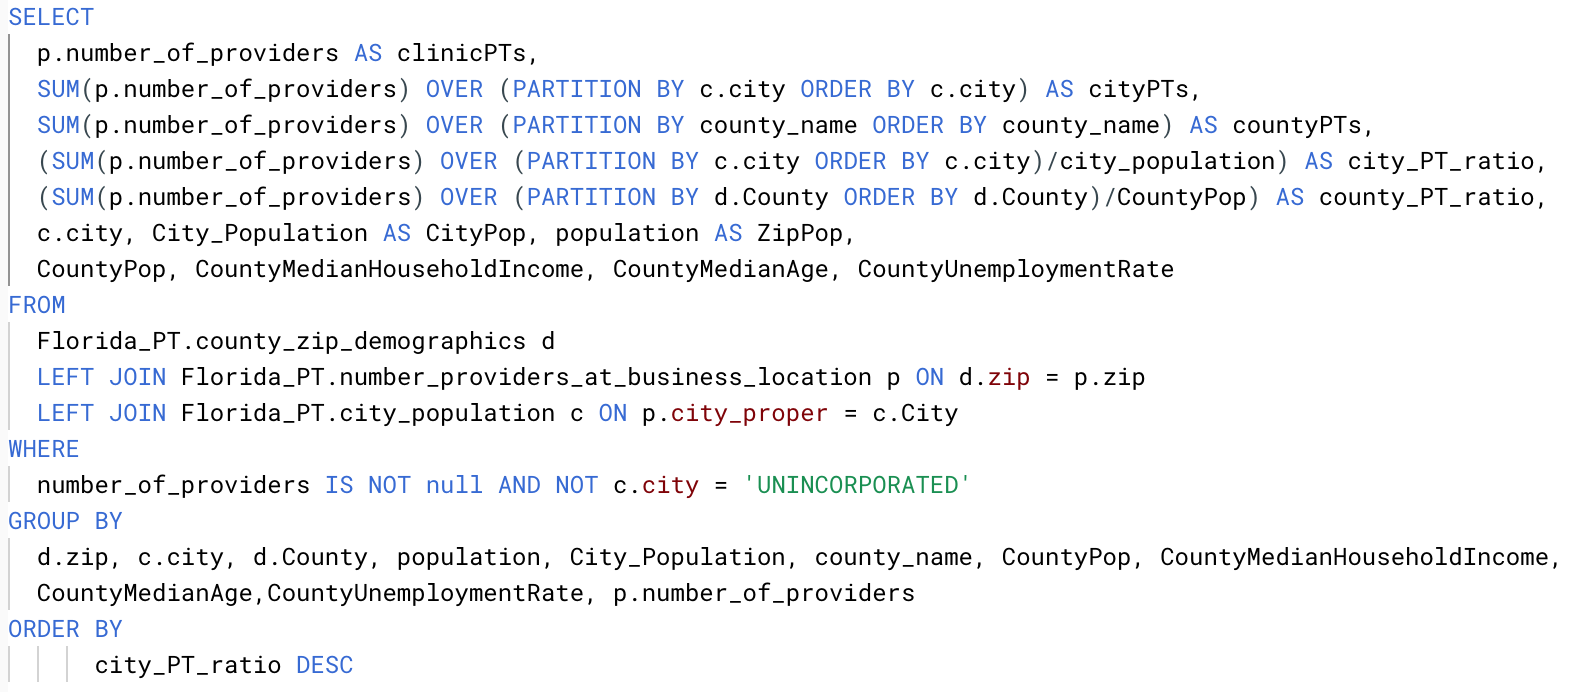 SELECT
p.number_of_providers AS clinicPTs,
SUM(p.number_of_providers) OVER (PARTITION BY c.city ORDER BY c.city) AS cityPTs,
SUM(p.number_of_providers) OVER (PARTITION BY county_name ORDER BY county_name) AS countyPTs,
(SUM(p.number_of_providers) OVER (PARTITION BY c.city ORDER BY c.city)/city_population) AS city_PT_ratio,
(SUM(p.number_of_providers) OVER (PARTITION BY d.County ORDER BY d.County)/CountyPop) AS county_PT_ratio,
c.city, City_Population AS CityPop, population AS ZipPop,
CountyPop, CountyMedianHouseholdIncome, CountyMedianAge, CountyUnemploymentRate
FROM
Florida_PT.county_zip_demographics d
LEFT JOIN Florida_PT.number_providers_at_business_location p ON d.zip = p.zip
LEFT JOIN Florida_PT.city_population c ON p.city_proper = c.City
WHERE
number_of_providers IS NOT null AND NOT c.city = 'UNINCORPORATED'
GROUP BY
d.zip, c.city, d.County, population, City_Population, county_name, CountyPop, CountyMedianHouseholdIncome,
CountyMedianAge,CountyUnemploymentRate, p.number_of_providers
ORDER BY
city_PT_ratio DESC